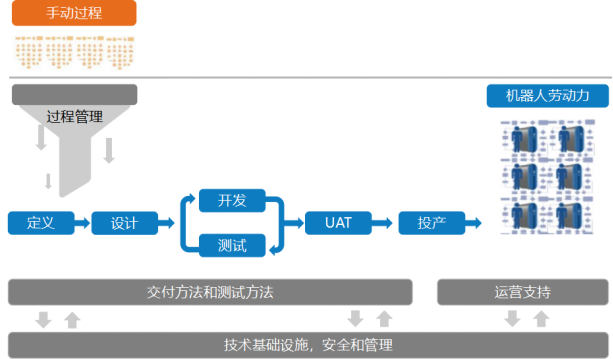 手动过程
过程管理
机器人劳动力
定义
设计
开发
测试
UAT
投产
交付方法和测试方法
运营支持
技术基础设施，安全和管理